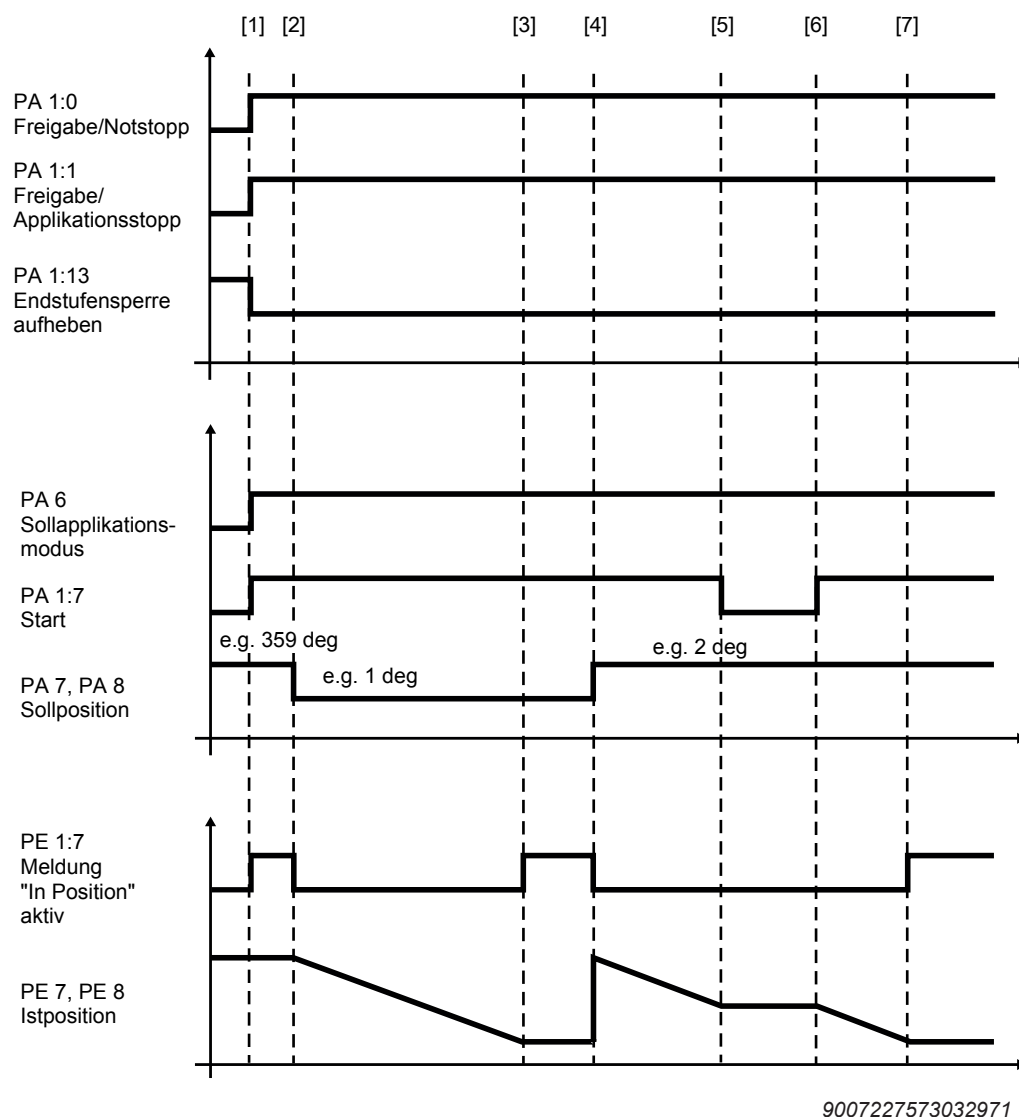 [1] [2] [3] [4] [5] [6] [7]
PA 1:0
Freigabe/Notstopp
PA 1:1
Freigabe/
Applikationsstopp
PA 1:13
Endstufensperre
aufheben
PA 6
Sollapplikations-
modus
PA 1:7
Start
e.g. 359 deg
e.g. 1 deg
e.g. 2 deg
PA 7, PA 8
Sollposition
PE 1:7
Meldung
"In Position"
aktiv
PE 7, PE 8
Istposition
9007227573032971